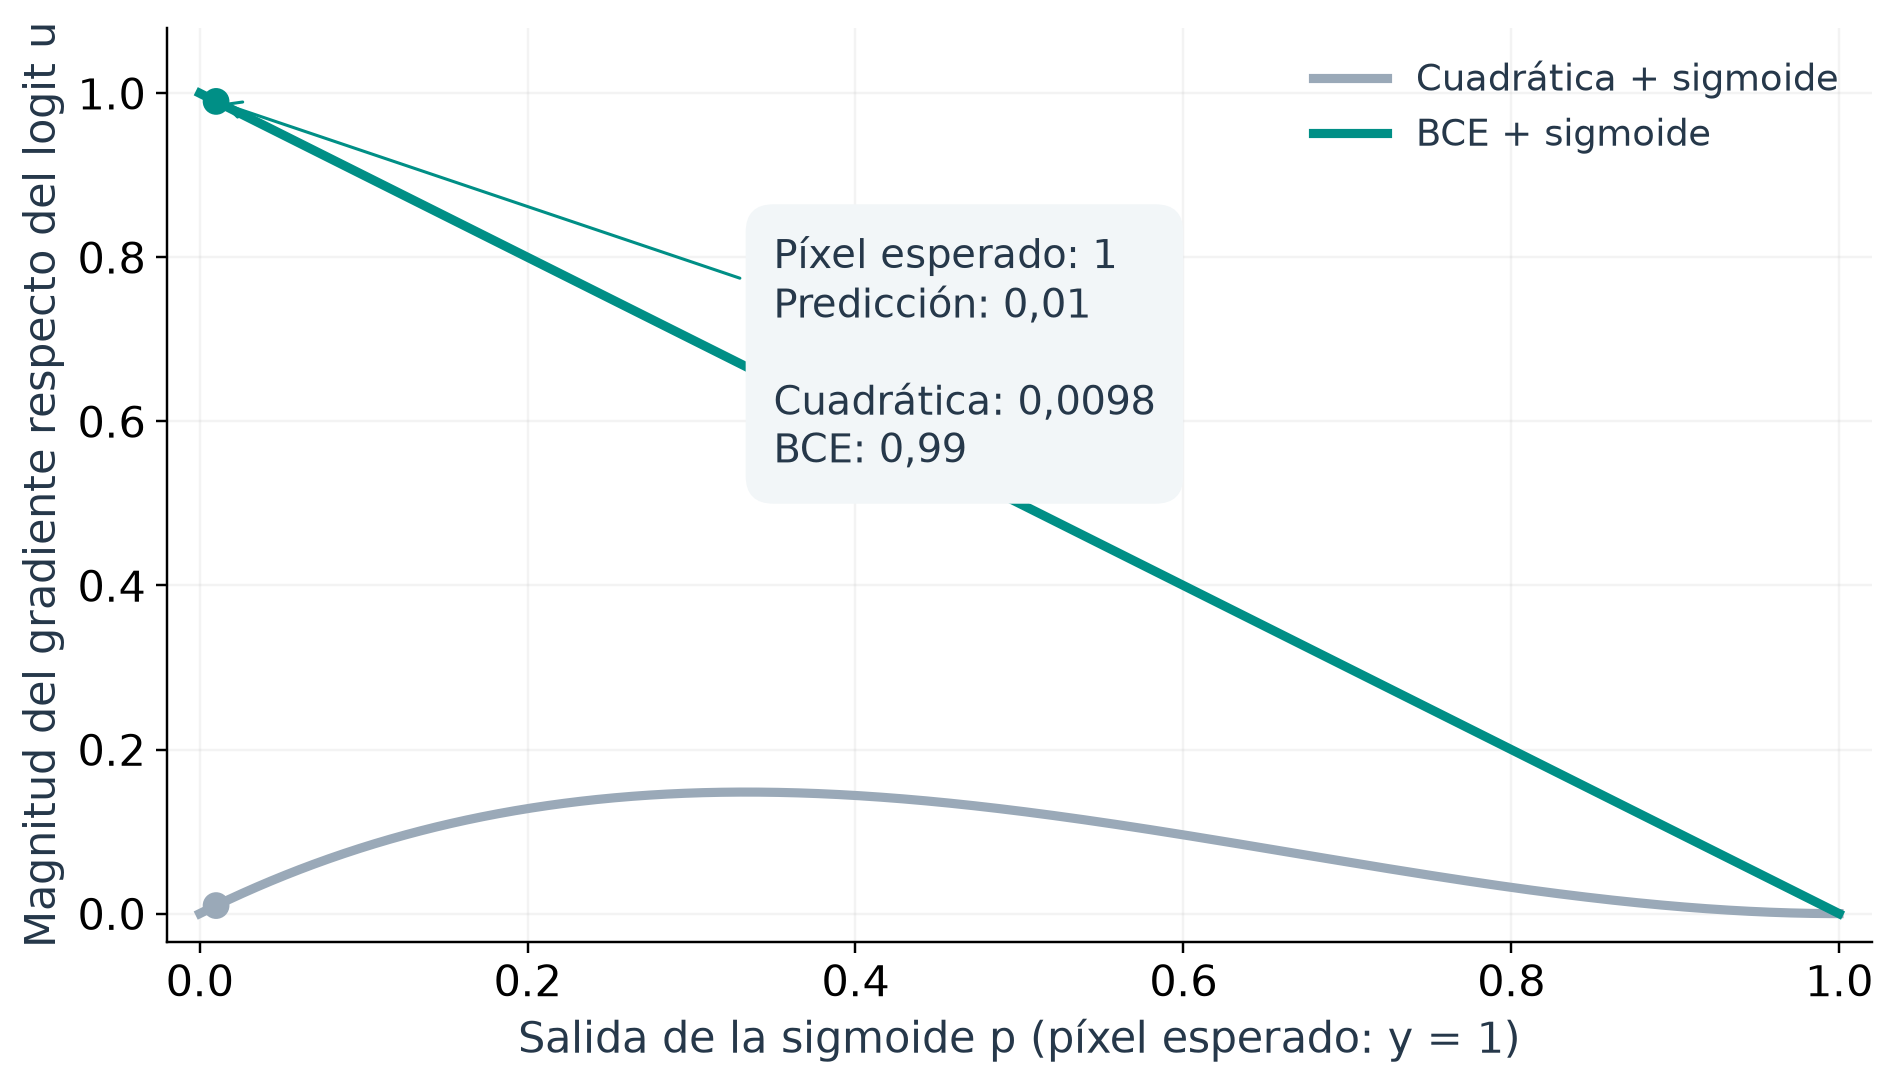 Magnitud del gradiente respecto del logit u
1.0
0.8
0.6
0.4
0.2
0.0
Cuadrática + sigmoide
BCE + sigmoide
Píxel esperado: 1
Predicción: 0,01
Cuadrática: 0,0098
BCE: 0,99
0.0 0.2 0.4 0.6 0.8 1.0
Salida de la sigmoide p (píxel esperado: y = 1)